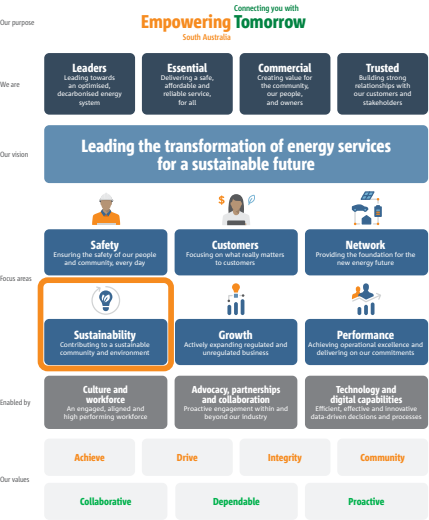 Our purpose
Connecting you with
Empowering Tomorrow
South Australia
We are
Leaders
Leading towards
an optimised,
decarbonised energy
system
Essential
Delivering a safe,
affordable and
reliable service,
for all
Commercial
Creating value for
the community,
our people,
and owners
Trusted
Building strong
relationships with
our customers and
stakeholders
Our vision
Leading the transformation of energy services
for a sustainable future
Focus areas
Safety
Ensuring the safety of our people
and community, every day
$
Customers
Focusing on what really matters
to customers
Network
Providing the foundation for the
new energy future
Sustainability
Contributing to a sustainable
community and environment
Growth
Actively expanding regulated and
unregulated business
Performance
Achieving operational excellence and
delivering on our commitments
Enabled by
Culture and
workforce
An engaged, aligned and
high performing workforce
Advocacy, partnerships
and collaboration
Proactive engagement within and
beyond our industry
Technology and
digital capabilities
Efficient, effective and innovative
data-driven decisions and processes
Our values
Achieve
Drive
Integrity
Community
Collaborative
Dependable
Proactive